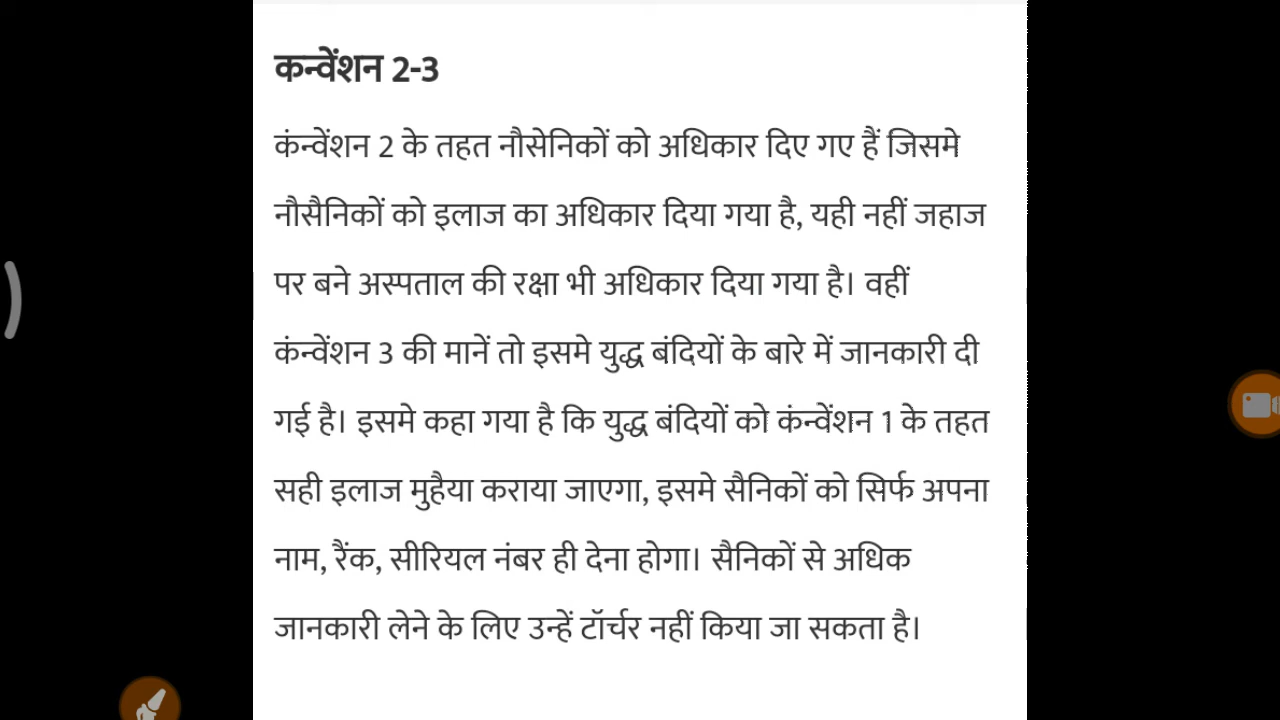 कन्वेंशन 2-3
कंन्वेंशन 2 के तहत नौसेनिकों को अधिकार दिए गए हैं जिसमे
नौसैनिकों को इलाज का अधिकार दिया गया है, यही नहीं जहाज
पर बने अस्पताल की रक्षा भी अधिकार दिया गया है। वहीं
कंन्वेंशन 3 की मानें तो इसमे युद्ध बंदियों के बारे में जानकारी दी
गई है। इसमे कहा गया है कि युद्ध बंदियों को कंन्वेंशन 1 के तहत
सही इलाज मुहैया कराया जाएगा, इसमे सैनिकों को सिर्फ अपना
नाम, रैंक, सीरियल नंबर ही देना होगा। सैनिकों से अधिक
जानकारी लेने के लिए उन्हें टॉर्चर नहीं किया जा सकता है।